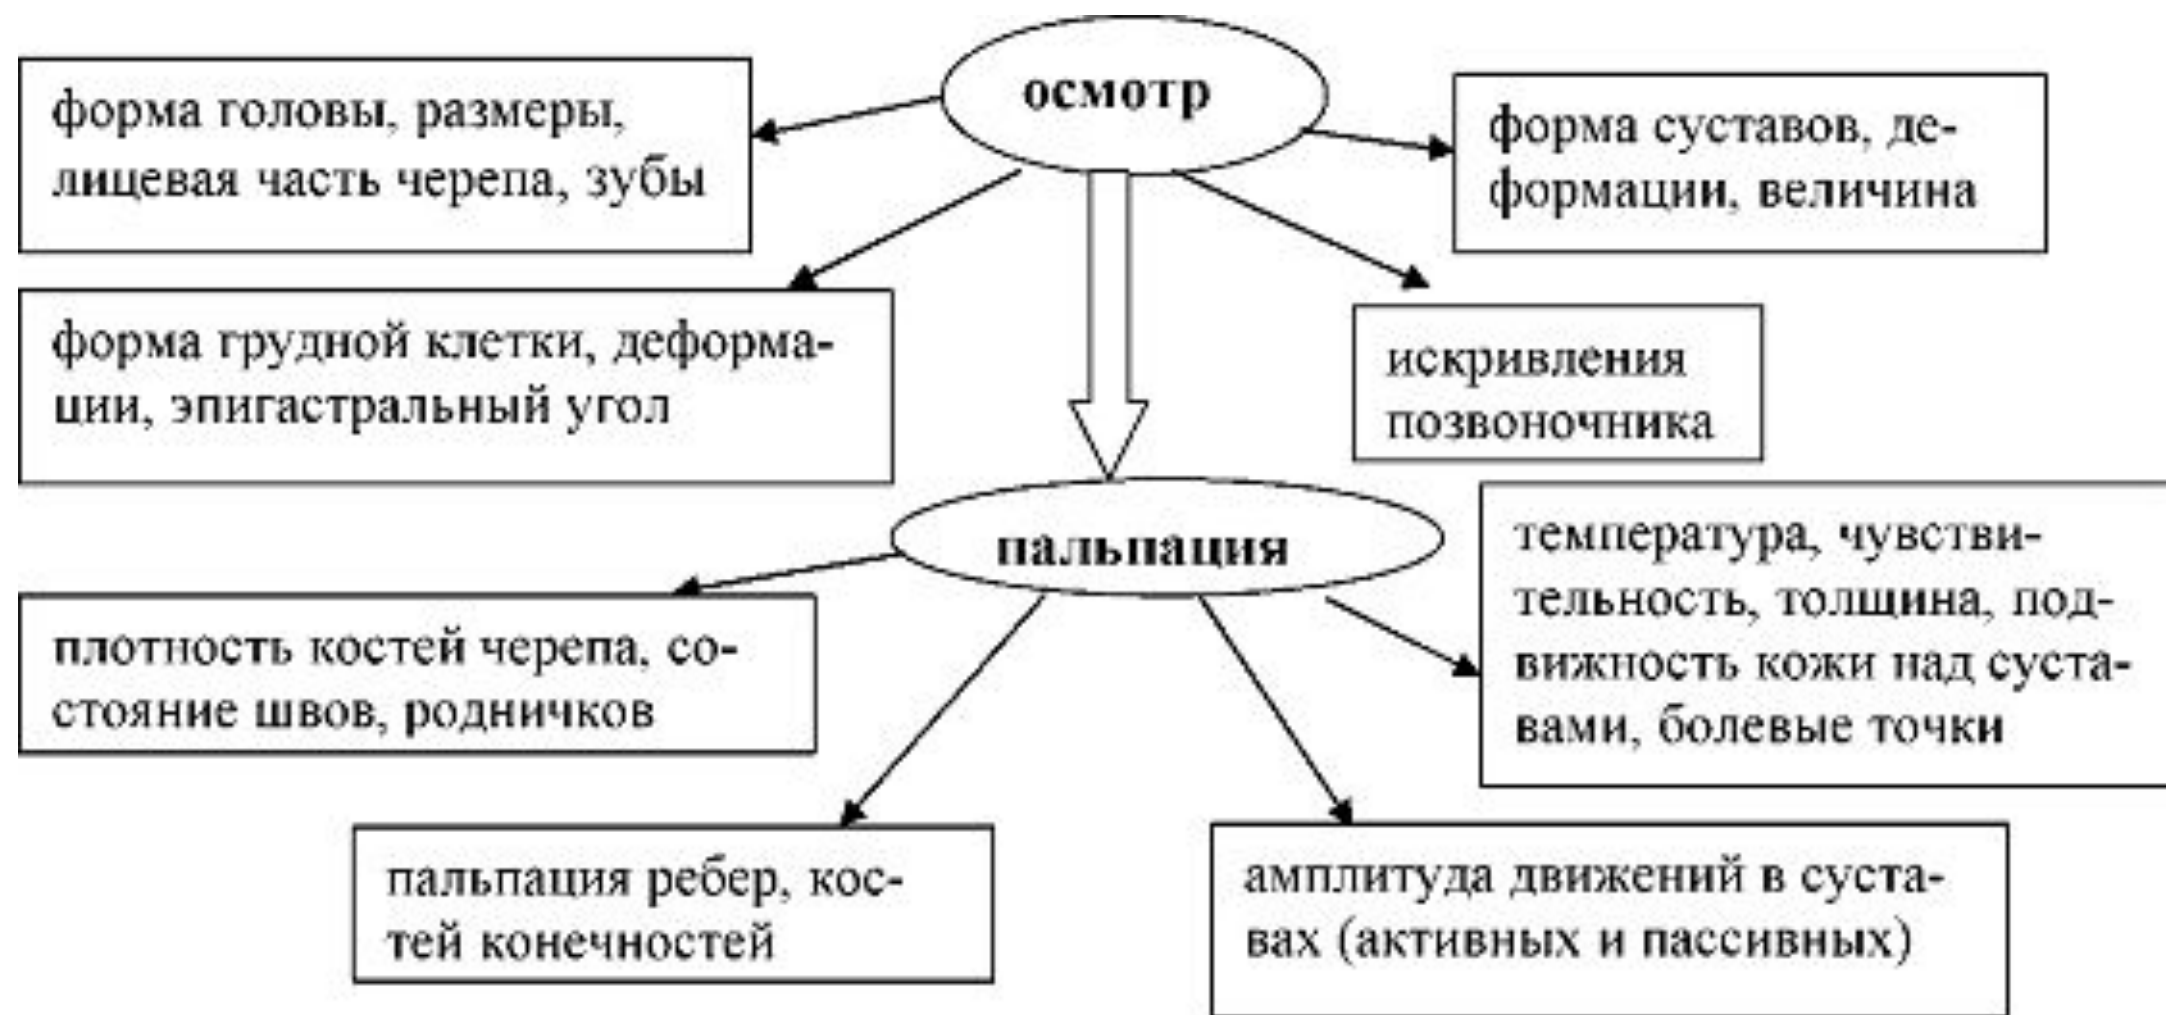 осмотр
форма головы, размеры,
лицевая часть черепа, зубы
форма суставов, де-
формации, величина
форма грудной клетки, деформа-
ции, эпигастральный угол
искривления
позвоночника
пальпация
температура, чувстви-
тельность, толщина, под-
вижность кожи над суста-
вами, болевые точки
плотность костей черепа, со-
стояние швов, родничков
пальпация ребер, кос-
тей конечностей
амплитуда движений в суста-
вах (активных и пассивных)